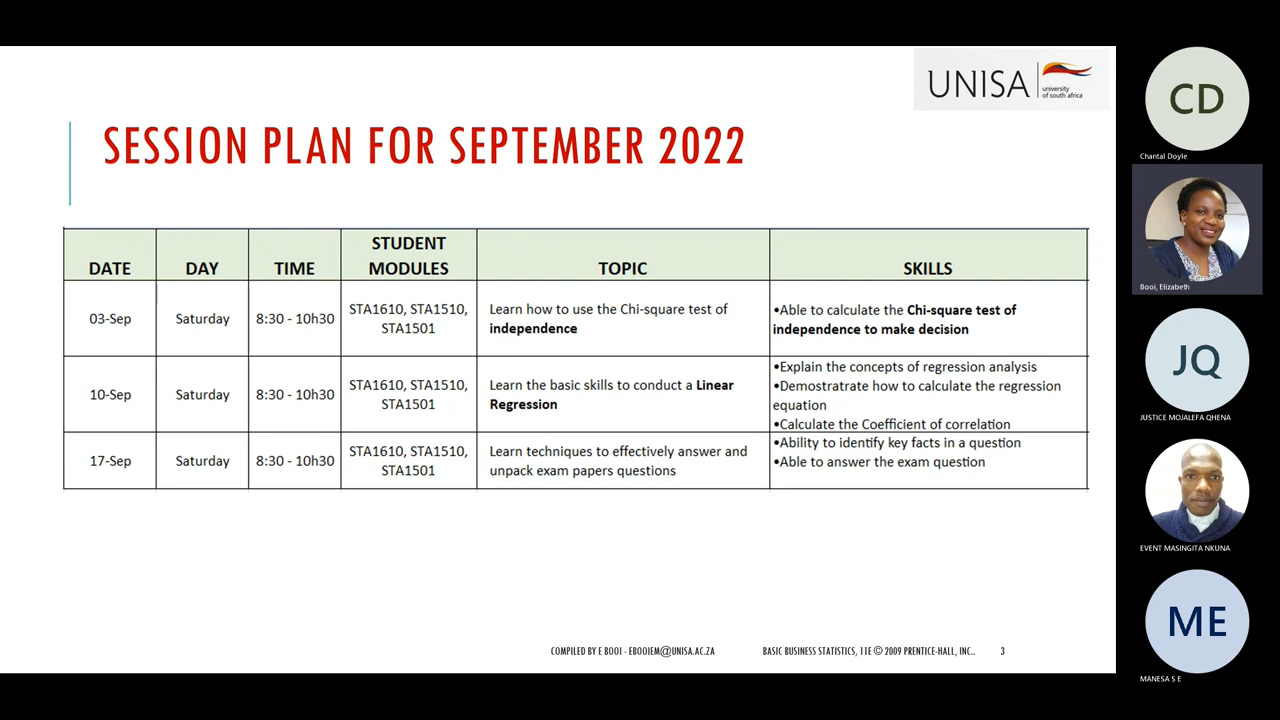 UNISA
university
of south africa
SESSION PLAN FOR SEPTEMBER 2022
DATE
DAY
TIME
STUDENT
MODULES
TOPIC
SKILLS
03-Sep
Saturday
8:30 - 10h30
STA1610, STA1510,
STA1501
Learn how to use the Chi-square test of
independence
•Able to calculate the Chi-square test of
independence to make decision
10-Sep
Saturday
8:30 - 10h30
STA1610, STA1510,
STA1501
Learn the basic skills to conduct a Linear
Regression
•Explain the concepts of regression analysis
•Demostratrate how to calculate the regression
equation
•Calculate the Coefficient of correlation
17-Sep
Saturday
8:30 - 10h30
STA1610, STA1510,
STA1501
Learn techniques to effectively answer and
unpack exam papers questions
•Ability to identify key facts in a question
•Able to answer the exam question
COMPILED BY E BOOI - EBOOIEM@UNISA.AC.ZA
BASIC BUSINESS STATISTICS, 11E © 2009 PRENTICE-HALL, INC..
3
CD
Chantal Doyle
Booi, Elizabeth
JQ
JUSTICE MOJALEFA QHENA
EVENT MASINGITA NKUNA
ME
MANESA S E